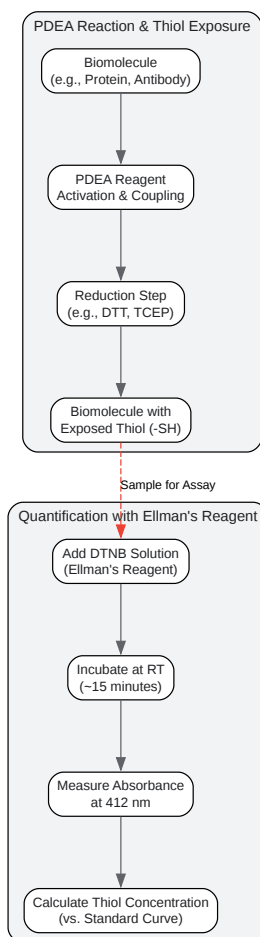 PDEA Reaction & Thiol Exposure
Biomolecule
(e.g., Protein, Antibody)
PDEA Reagent
Activation & Coupling
Reduction Step
(e.g., DTT, TCEP)
Biomolecule with
Exposed Thiol (-SH)
Sample for Assay
Quantification with Ellman's Reagent
Add DTNB Solution
(Ellman's Reagent)
Incubate at RT
(~15 minutes)
Measure Absorbance
at 412 nm
Calculate Thiol Concentration
(vs. Standard Curve)